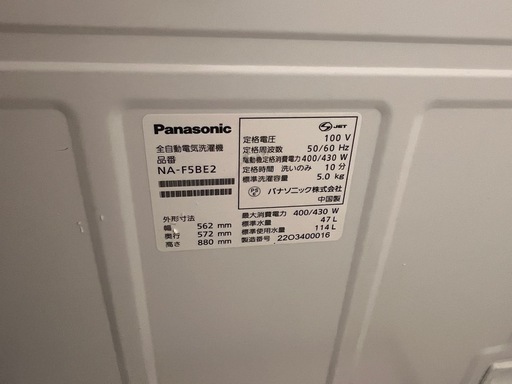 Panasonic
全自動電気洗濯機
品番
NA-F5BE2
外形寸法
幅 562 mm
奥行 572 mm
高さ 880 mm
S JET
定格電圧 100 V
定格周波数 50/60 Hz
電動機定格消費電力 400/430 W
定格時間 洗いのみ 10 分
標準洗濯容量 5.0 kg
PS E パナソニック株式会社
中国製
最大消費電力 400/430 W
標準水量 47 L
標準使用水量 114 L
製造番号 22O3400016